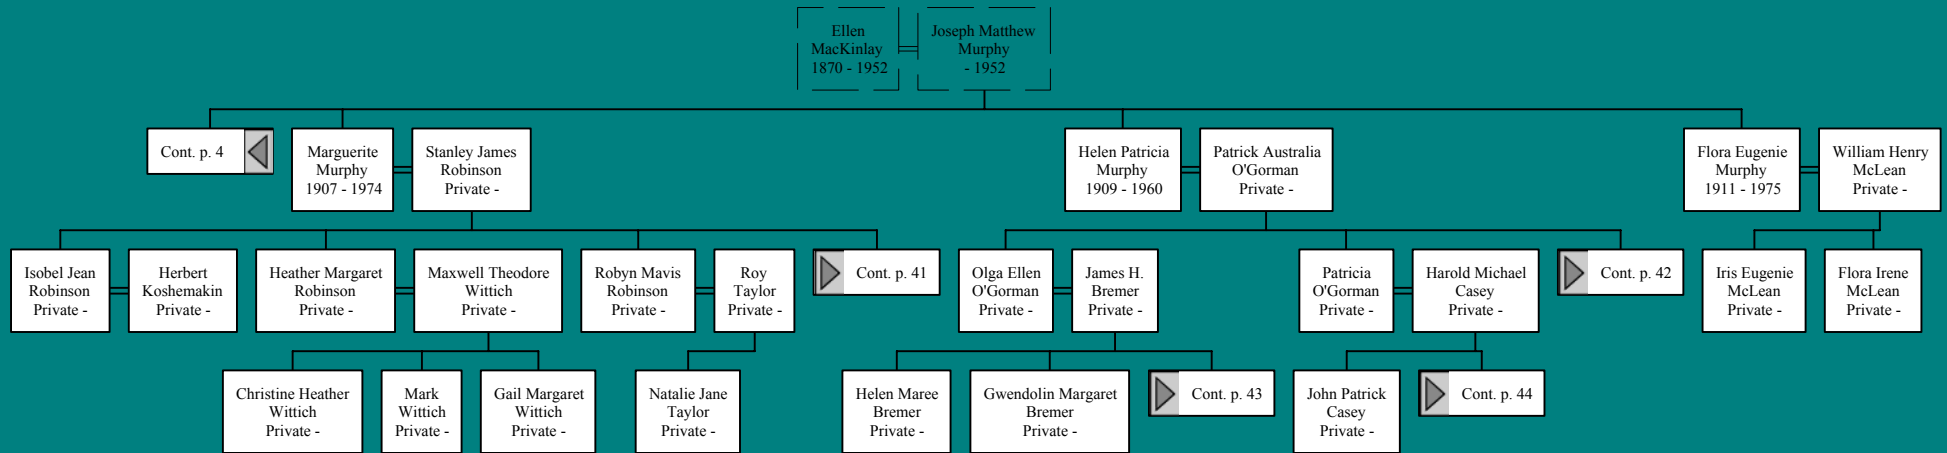 Ellen
MacKinlay
1870 - 1952
Joseph Matthew
Murphy
- 1952
Cont. p. 4
Marguerite
Murphy
1907 - 1974
Stanley James
Robinson
Private -
Helen Patricia
Murphy
1909 - 1960
Patrick Australia
O'Gorman
Private -
Flora Eugenie
Murphy
1911 - 1975
William Henry
McLean
Private -
Isobel Jean
Robinson
Private -
Herbert
Koshemakin
Private -
Heather Margaret
Robinson
Private -
Maxwell Theodore
Wittich
Private -
Robyn Mavis
Robinson
Private -
Roy
Taylor
Private -
Cont. p. 41
Olga Ellen
O'Gorman
Private -
James H.
Bremer
Private -
Patricia
O'Gorman
Private -
Harold Michael
Casey
Private -
Cont. p. 42
Iris Eugenie
McLean
Private -
Flora Irene
McLean
Private -
Christine Heather
Wittich
Private -
Mark
Wittich
Private -
Gail Margaret
Wittich
Private -
Natalie Jane
Taylor
Private -
Helen Maree
Bremer
Private -
Gwendolin Margaret
Bremer
Private -
Cont. p. 43
John Patrick
Casey
Private -
Cont. p. 44